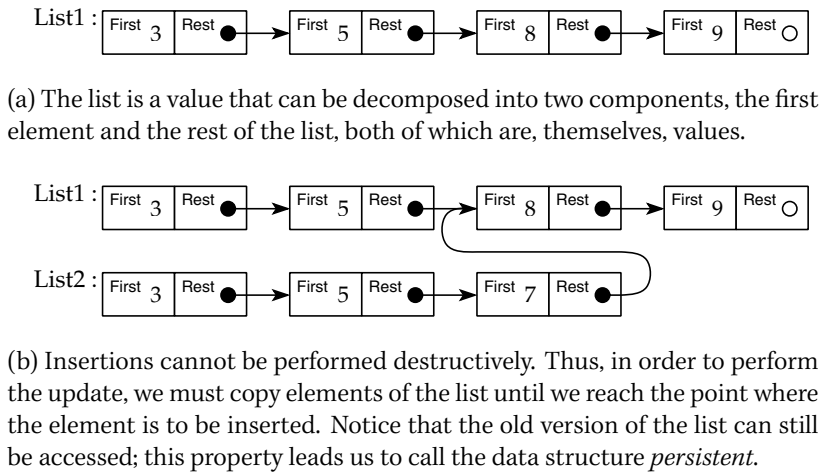 List1 : First 3 Rest First 5 Rest First 8 Rest First 9 Rest
(a) The list is a value that can be decomposed into two components, the first
element and the rest of the list, both of which are, themselves, values.
List1 : First 3 Rest First 5 Rest First 8 Rest First 9 Rest
List2 : First 3 Rest First 5 Rest First 7 Rest
(b) Insertions cannot be performed destructively. Thus, in order to perform
the update, we must copy elements of the list until we reach the point where
the element is to be inserted. Notice that the old version of the list can still
be accessed; this property leads us to call the data structure persistent.